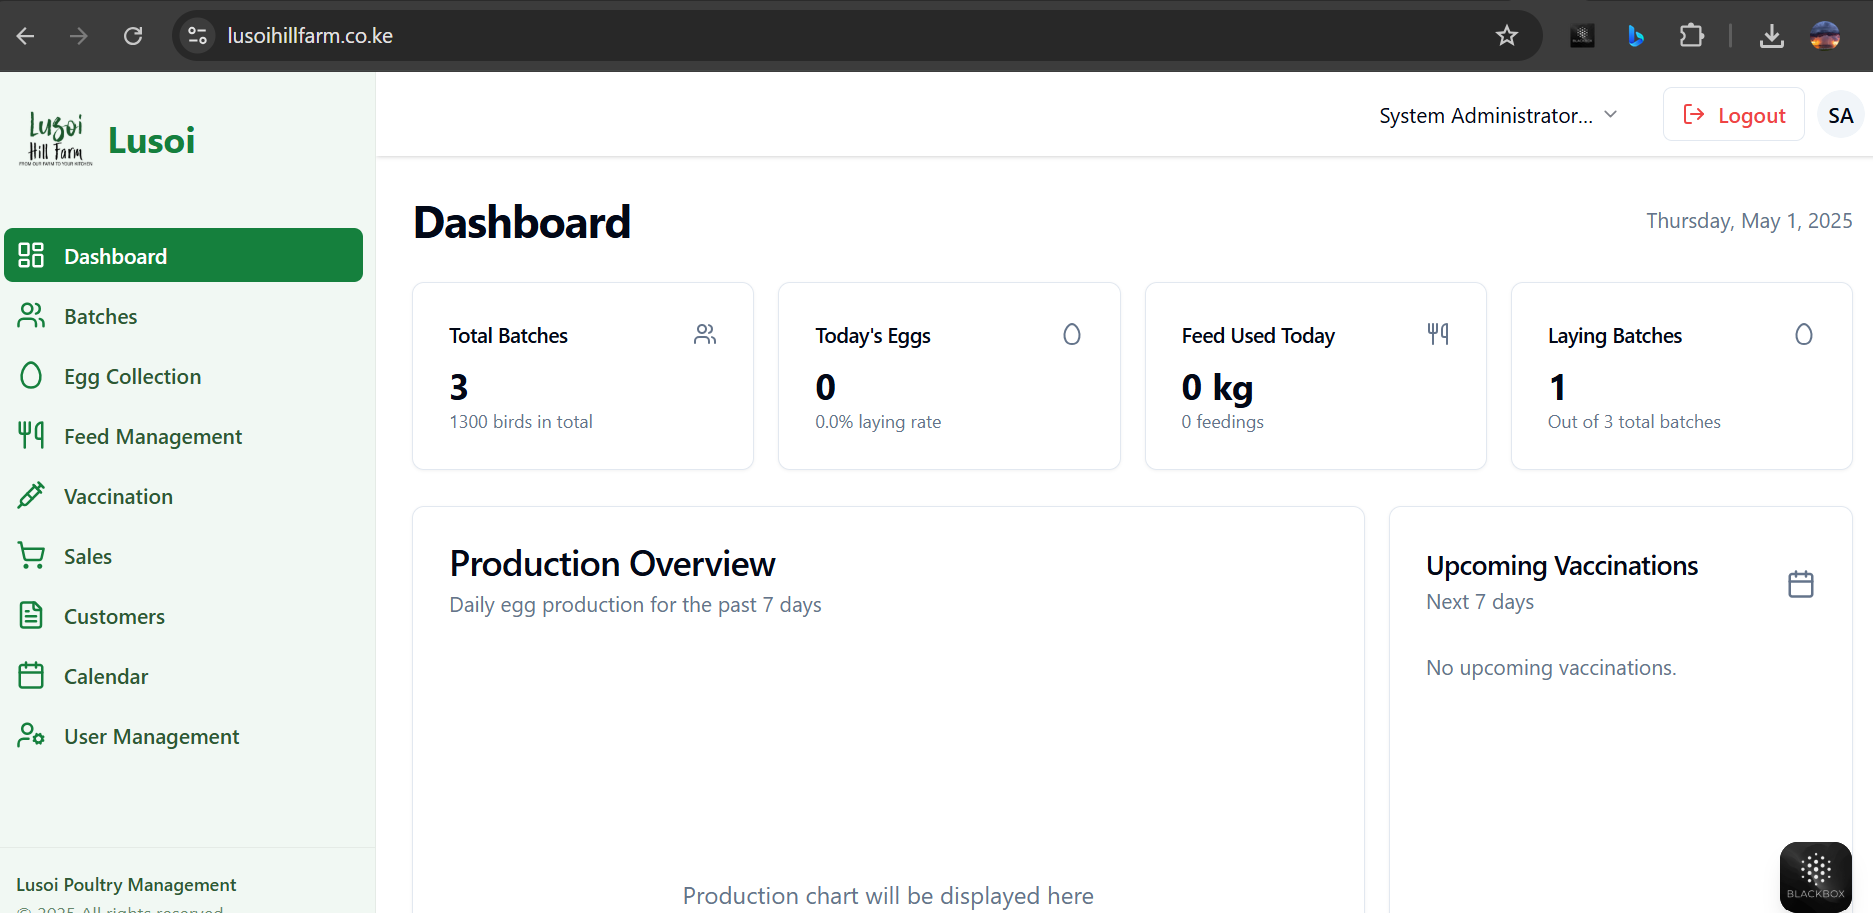 lusoihillfarm.co.ke
Lusoi
Hill Farm
FROM OUR FARM TO YOUR KITCHEN
Lusoi
System Administrator...
Logout
SA
Dashboard
Batches
Egg Collection
Feed Management
Vaccination
Sales
Customers
Calendar
User Management
Lusoi Poultry Management
© 2025 All rights reserved
Dashboard
Thursday, May 1, 2025
Total Batches
3
1300 birds in total
Today's Eggs
0
0.0% laying rate
Feed Used Today
0 kg
0 feedings
Laying Batches
1
Out of 3 total batches
Production Overview
Daily egg production for the past 7 days
Production chart will be displayed here
Upcoming Vaccinations
Next 7 days
No upcoming vaccinations.
BLACKBOX